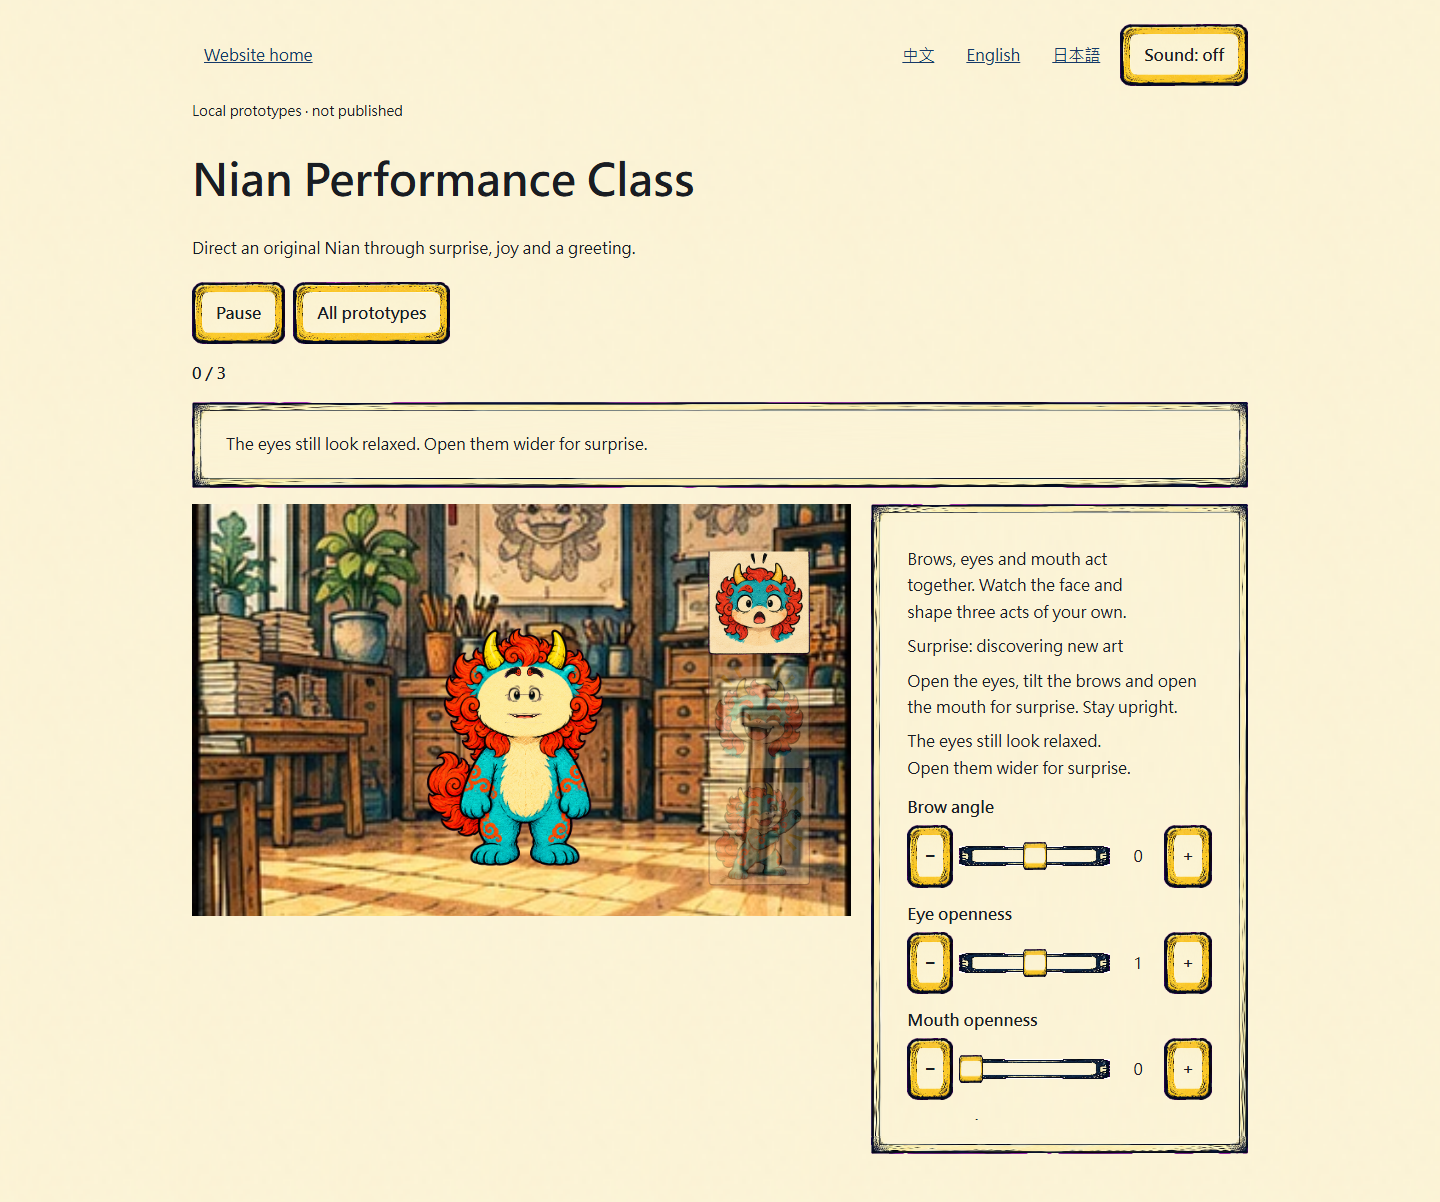 Website home
中文 English 日本語 Sound: off
Local prototypes · not published
Nian Performance Class
Direct an original Nian through surprise, joy and a greeting.
Pause All prototypes
0 / 3
The eyes still look relaxed. Open them wider for surprise.
Brows, eyes and mouth act
together. Watch the face and
shape three acts of your own.
Surprise: discovering new art
Open the eyes, tilt the brows and open
the mouth for surprise. Stay upright.
The eyes still look relaxed.
Open them wider for surprise.
Brow angle
− 0 +
Eye openness
− 1 +
Mouth openness
− 0 +